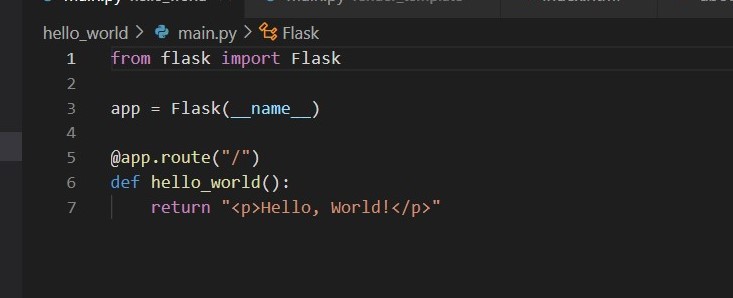 hello_world > main.py > Flask
1 from flask import Flask
2
3 app = Flask(__name__)
4
5 @app.route("/")
6 def hello_world():
7     return "<p>Hello, World!</p>"